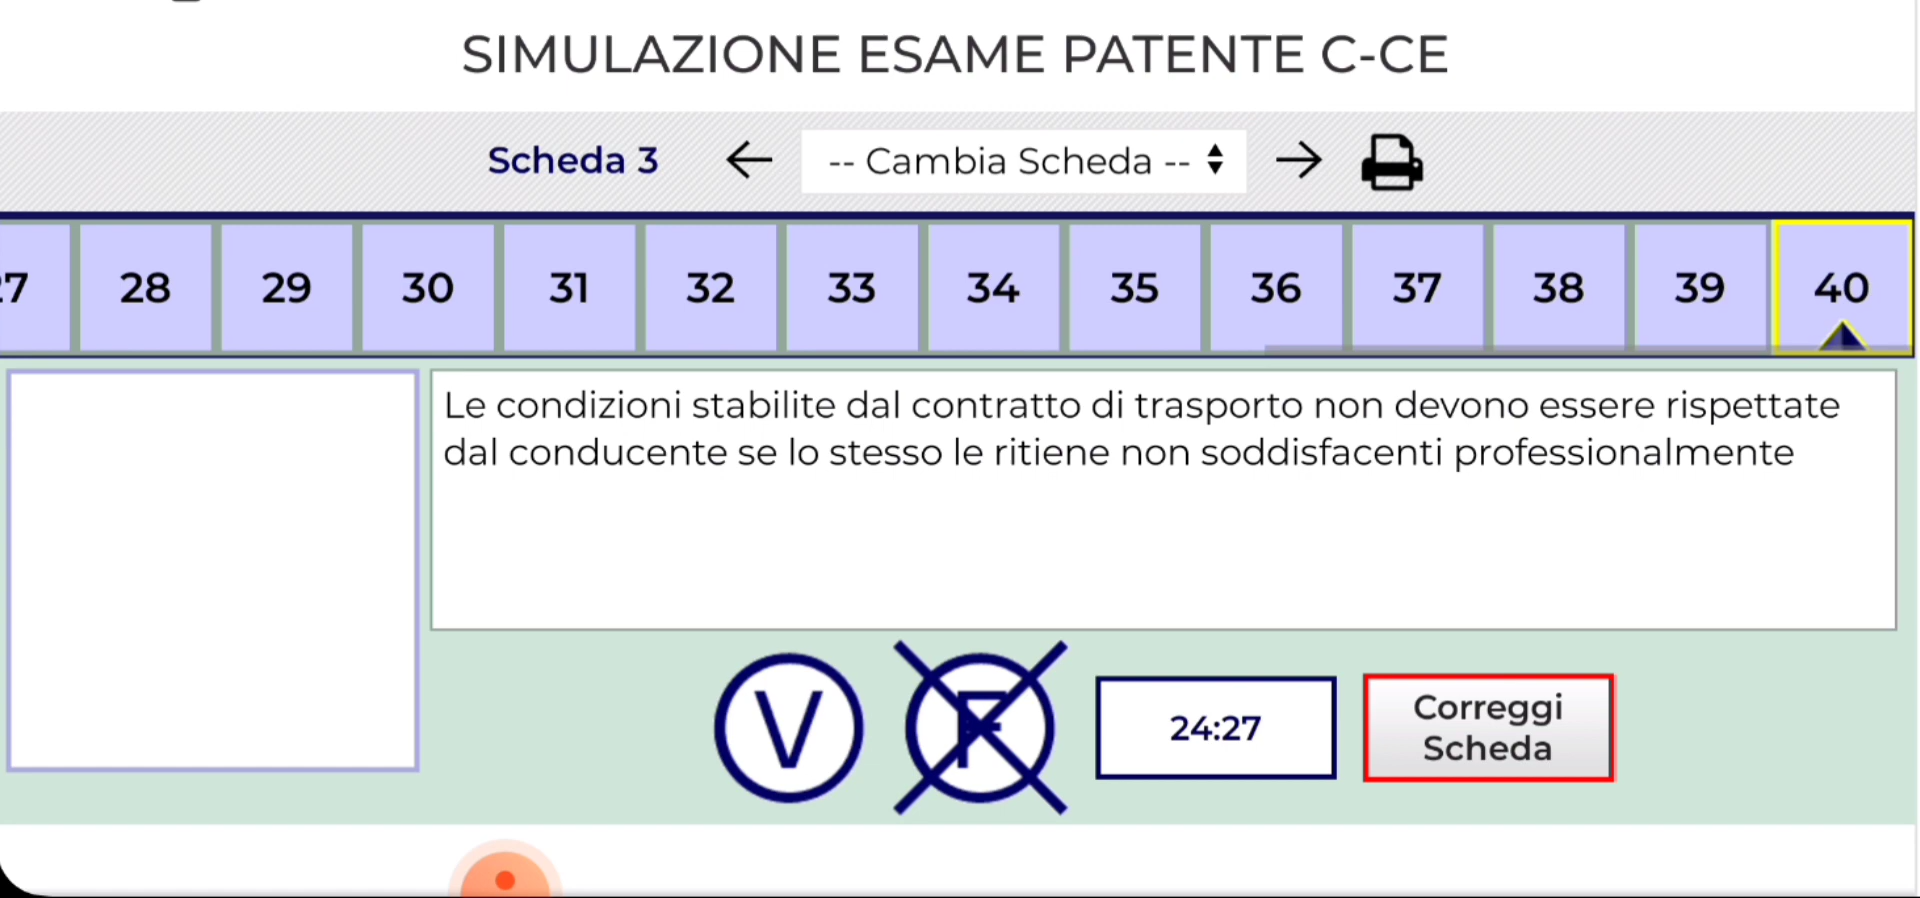 SIMULAZIONE ESAME PATENTE C-CE
Scheda 3
-- Cambia Scheda --
27 28 29 30 31 32 33 34 35 36 37 38 39 40
Le condizioni stabilite dal contratto di trasporto non devono essere rispettate
dal conducente se lo stesso le ritiene non soddisfacenti professionalmente
V
F
24:27
Correggi
Scheda